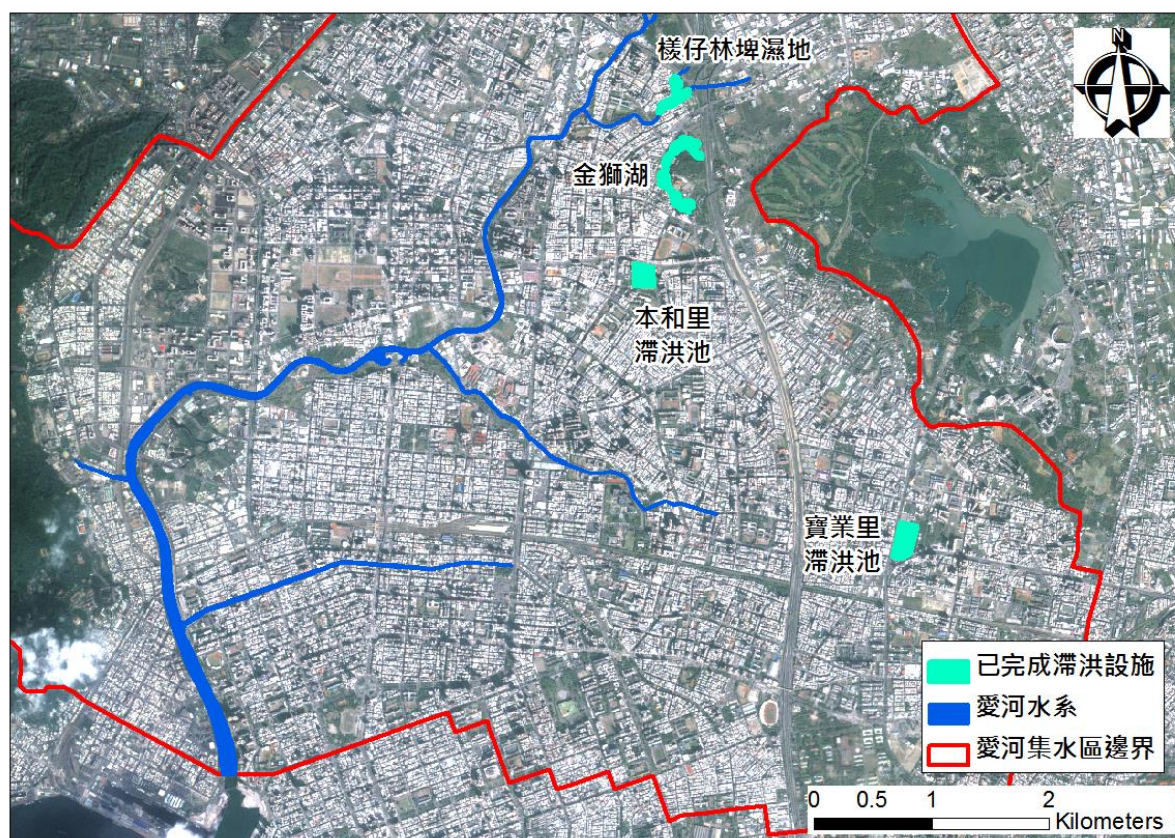 N
樣仔林埤濕地
金獅湖
本和里
滯洪池
寶業里
滯洪池
已完成滯洪設施
愛河水系
愛河集水區邊界
0 0.5 1 2
Kilometers